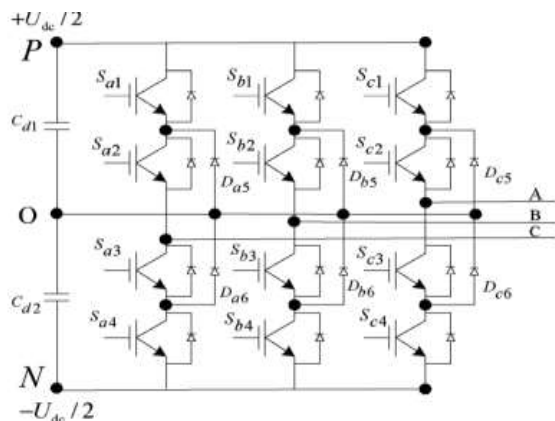 +U_dc/2
P
S_a1 S_b1 S_c1
C_d1
S_a2 S_b2 S_c2
D_a5 D_b5 D_c5
A
O
B
C
S_a3 S_b3 S_c3
D_a6 D_b6 D_c6
C_d2
S_a4 S_b4 S_c4
N
−U_dc/2